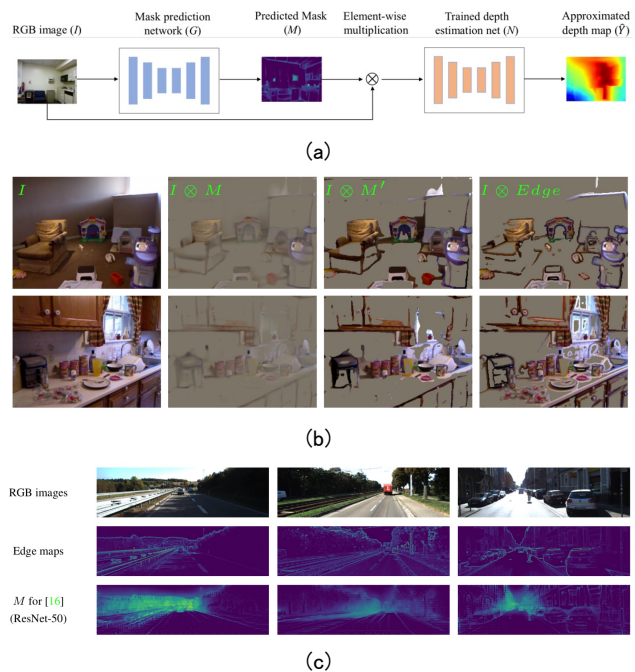 RGB image (I)
Mask prediction
network (G)
Predicted Mask
(M)
Element-wise
multiplication
Trained depth
estimation net (N)
Approximated
depth map (Ŷ)
(a)
I
I ⊗ M
I ⊗ M′
I ⊗ Edge
(b)
RGB images
Edge maps
M for [16]
(ResNet-50)
(c)